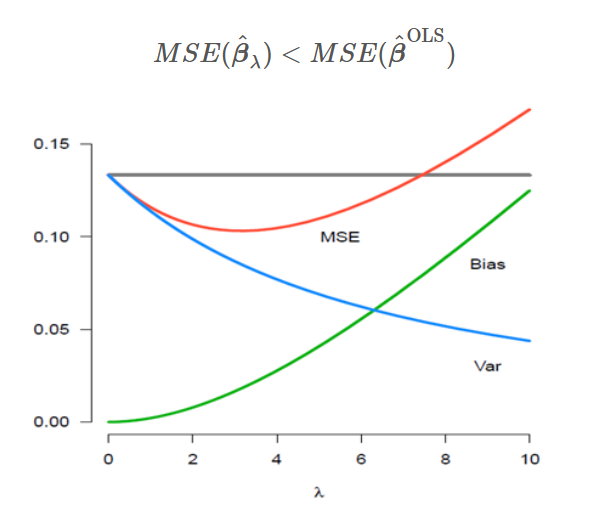 MSE(β̂_λ) < MSE(β̂^OLS)
0.15
0.10
MSE
Bias
0.05
Var
0.00
0 2 4 6 8 10
λ